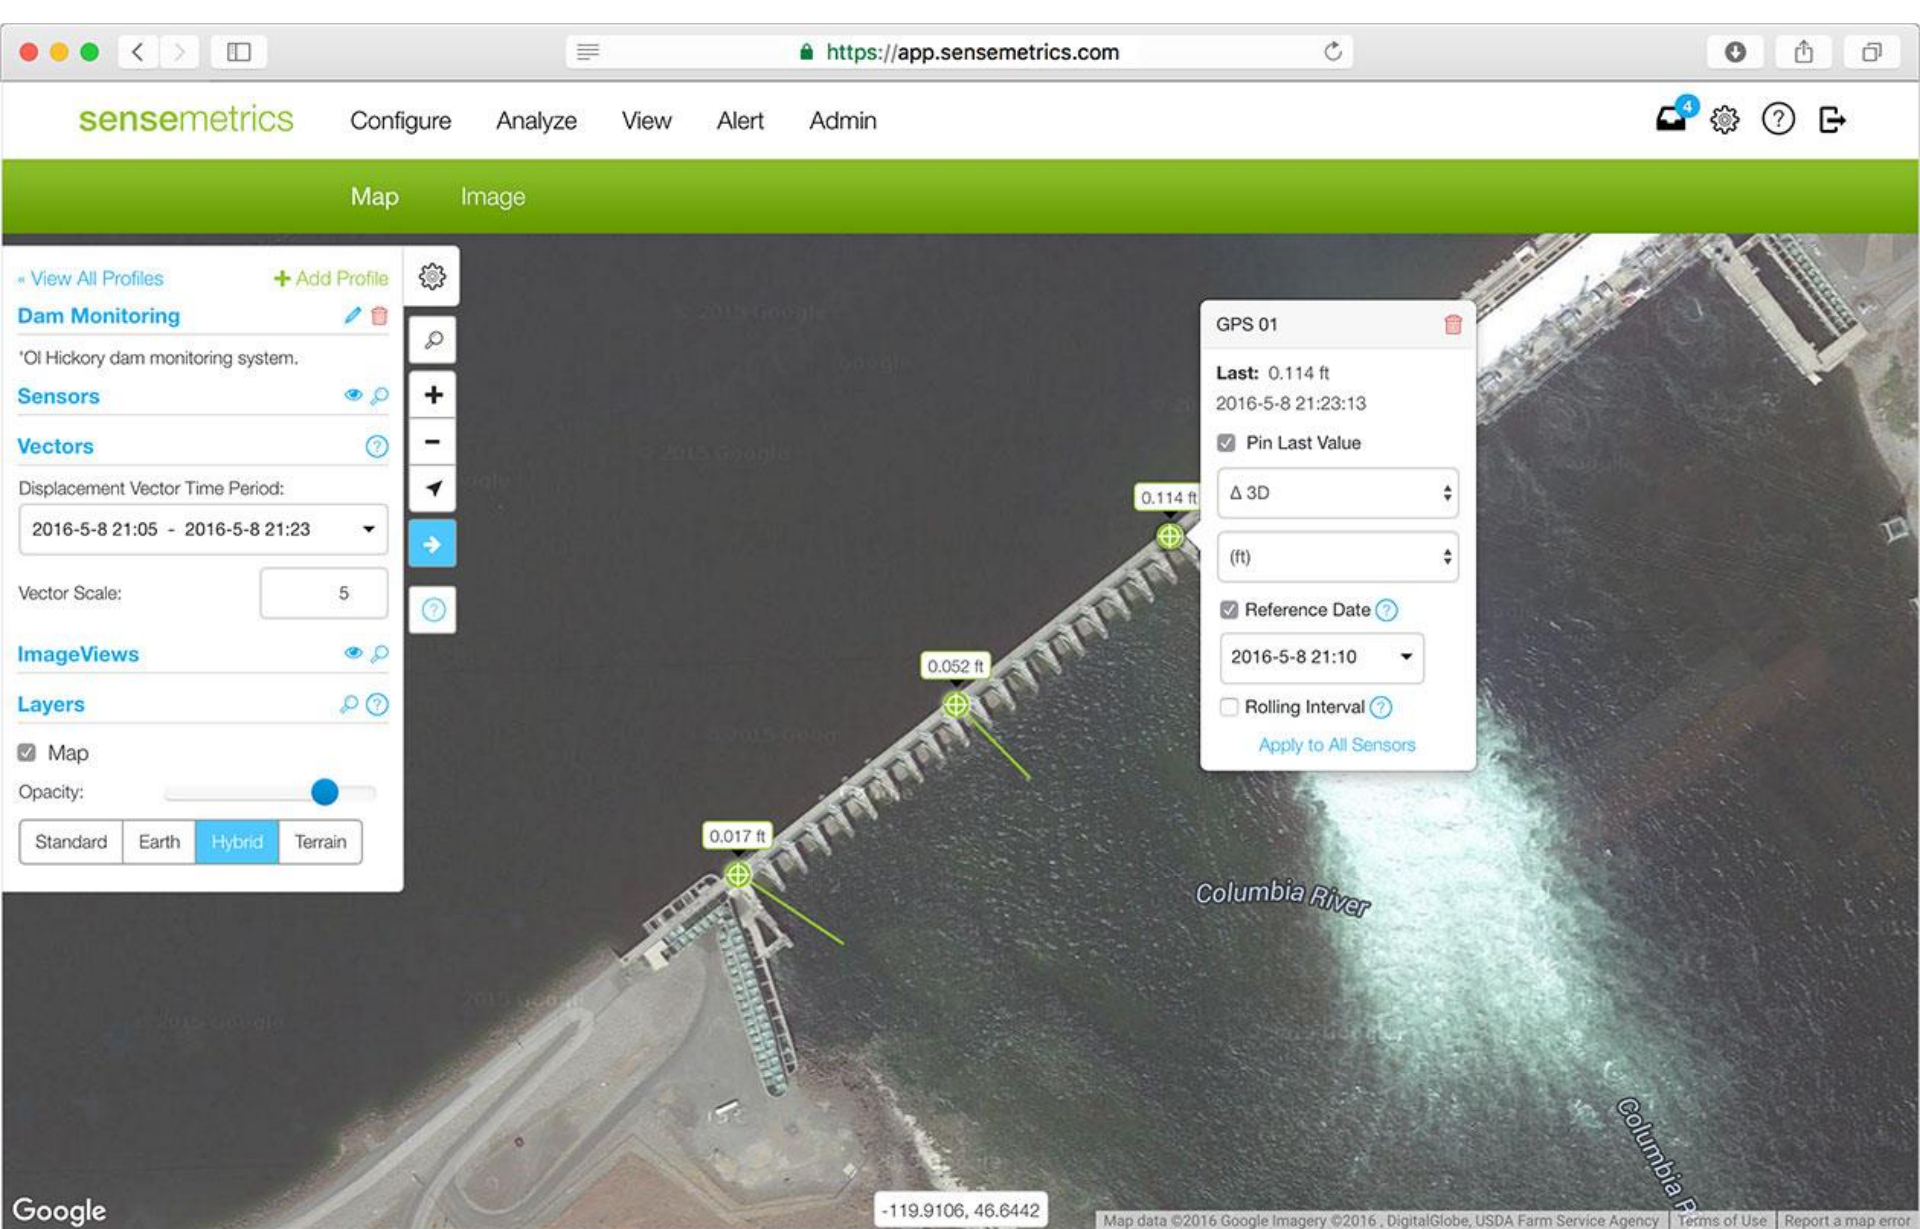 https://app.sensemetrics.com
sensemetrics Configure Analyze View Alert Admin 4
Map Image
« View All Profiles + Add Profile
Dam Monitoring
'Ol Hickory dam monitoring system.
Sensors
Vectors
Displacement Vector Time Period:
2016-5-8 21:05 - 2016-5-8 21:23
Vector Scale: 5
ImageViews
Layers
Map
Opacity:
Standard Earth Hybrid Terrain
GPS 01
Last: 0.114 ft
2016-5-8 21:23:13
Pin Last Value
Δ 3D
(ft)
Reference Date
2016-5-8 21:10
Rolling Interval
Apply to All Sensors
0.114 ft
0.052 ft
0.017 ft
Columbia River
Columbia R
Google
-119.9106, 46.6442
Map data ©2016 Google Imagery ©2016 , DigitalGlobe, USDA Farm Service Agency Terms of Use Report a map error